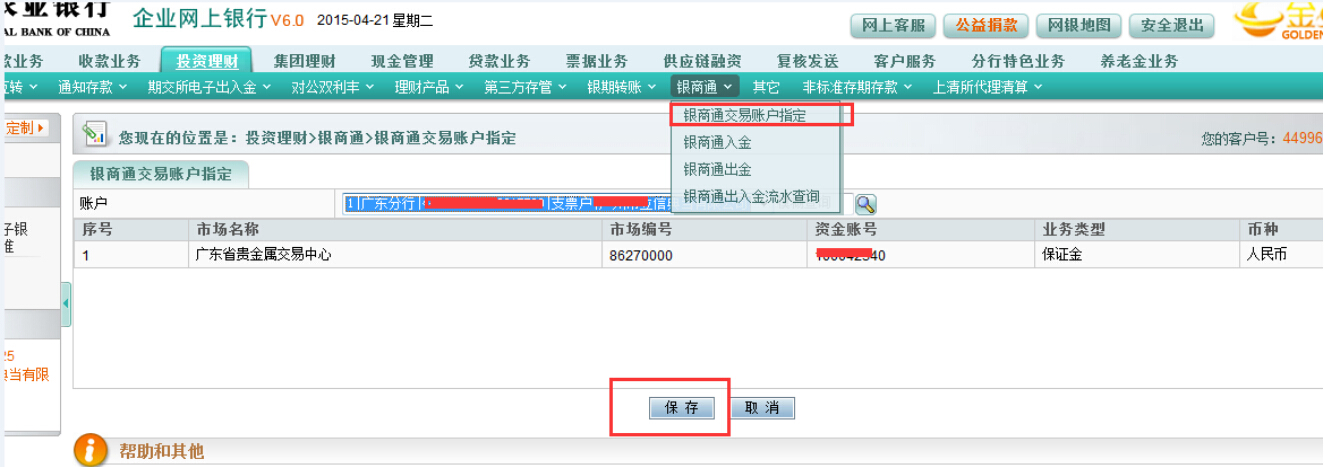 企业网上银行 V6.0 2015-04-21 星期二 网上客服 公益捐款 网银地图 安全退出
AL BANK OF CHINA
GOLDEN
款业务 收款业务 投资理财 集团理财 现金管理 贷款业务 票据业务 供应链融资 复核发送 客户服务 分行特色业务 养老金业务
转 通知存款 期交所电子出入金 对公双利丰 理财产品 第三方存管 银期转账 银商通 其它 非标准存期存款 上清所代理清算
银商通交易账户指定
银商通入金
银商通出金
银商通出入金流水查询
定制
您现在的位置是：投资理财>银商通>银商通交易账户指定 您的客户号：44996
银商通交易账户指定
账户 1 广东分行 支票户
子银
序号 市场名称 市场编号 资金账号 业务类型 币种
1 广东省贵金属交易中心 86270000 40 保证金 人民币
25
当有限
保 存 取 消
帮助和其他